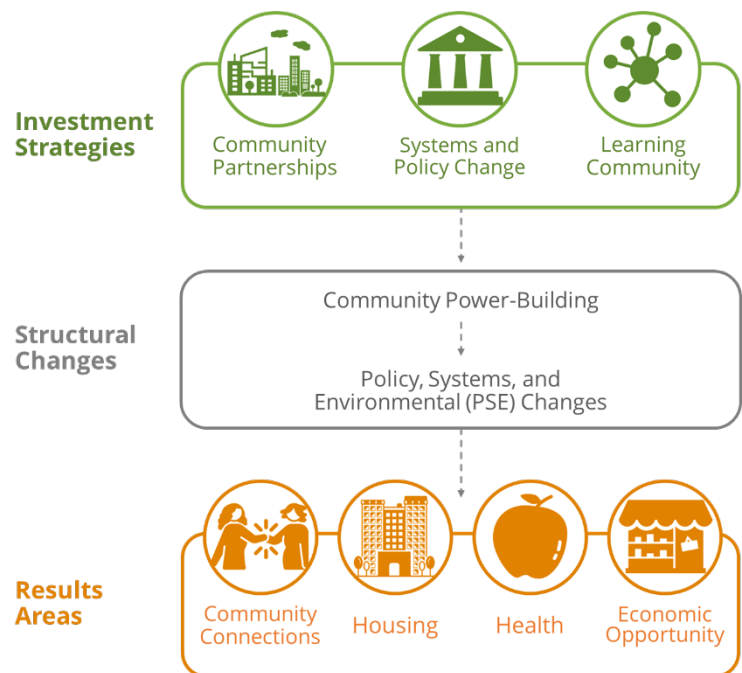 Investment
Strategies
Community
Partnerships
Systems and
Policy Change
Learning
Community
Structural
Changes
Community Power-Building
Policy, Systems, and
Environmental (PSE) Changes
Results
Areas
Community
Connections
Housing
Health
Economic
Opportunity